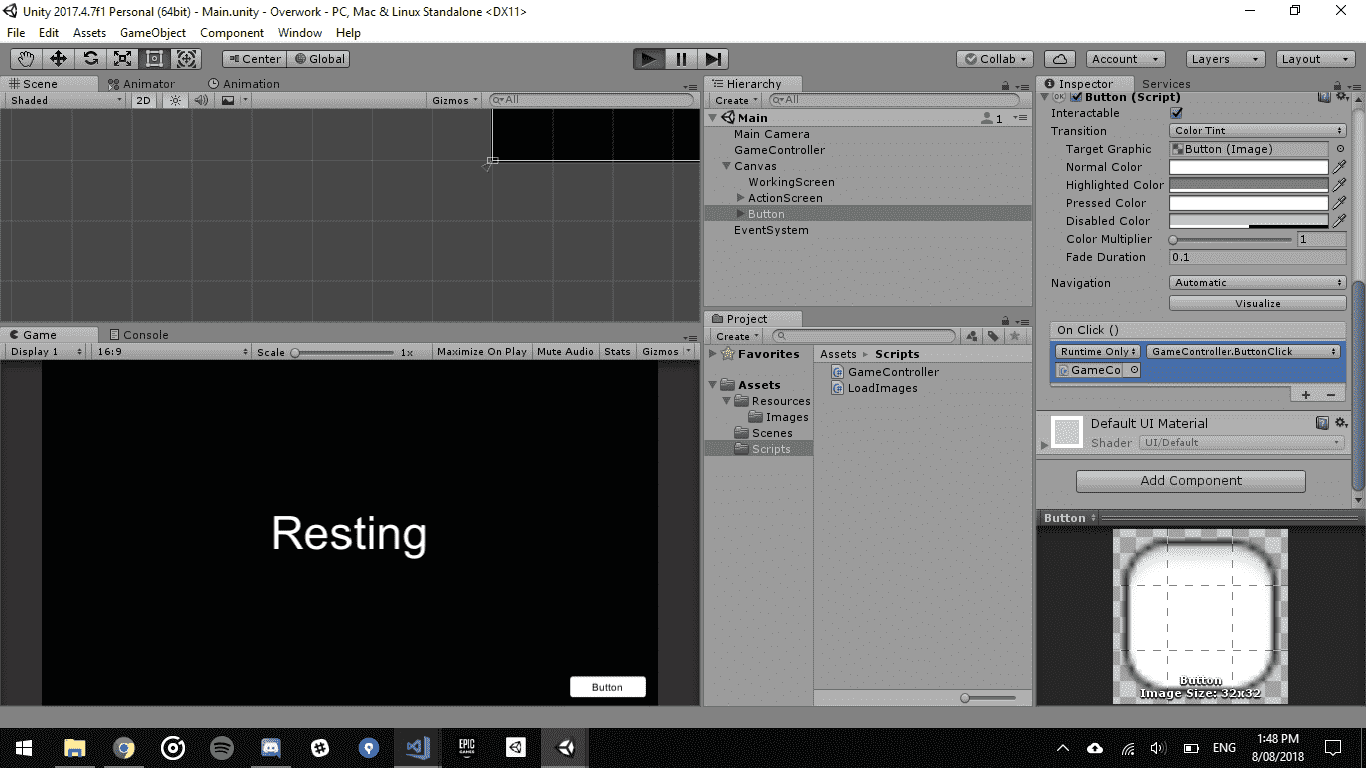 Unity 2017.4.7f1 Personal (64bit) - Main.unity - Overwork - PC, Mac & Linux Standalone <DX11>
File Edit Assets GameObject Component Window Help
Center Global
Collab Account Layers Layout
Scene Animator Animation
Shaded 2D Gizmos All
Hierarchy
Create All
Main 1
Main Camera
GameController
Canvas
WorkingScreen
ActionScreen
Button
EventSystem
Inspector Services
Button (Script)
Interactable
Transition Color Tint
Target Graphic Button (Image)
Normal Color
Highlighted Color
Pressed Color
Disabled Color
Color Multiplier 1
Fade Duration 0.1
Navigation Automatic
Visualize
On Click ()
Runtime Only GameController.ButtonClick
GameCo
Default UI Material
Shader UI/Default
Add Component
Button
Button
Image Size: 32x32
Game Console
Display 1 16:9 Scale 1x Maximize On Play Mute Audio Stats Gizmos
Resting
Button
Project
Create
Favorites
Assets
Resources
Images
Scenes
Scripts
Assets Scripts
GameController
LoadImages
EPIC
GAMES
ENG
1:48 PM
8/08/2018